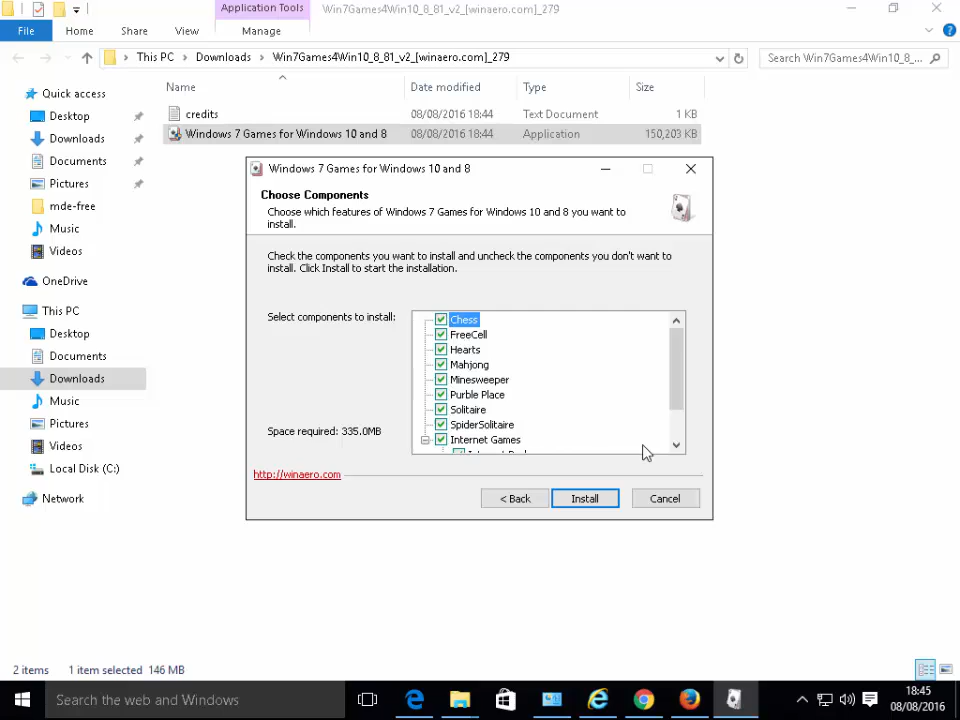 Application Tools
Win7Games4Win10_8_81_v2_[winaero.com]_279
File
Home
Share
View
Manage
This PC
Downloads
Win7Games4Win10_8_81_v2_[winaero.com]_279
Search Win7Games4Win10_8_...
Name
Date modified
Type
Size
Quick access
Desktop
Downloads
Documents
Pictures
mde-free
Music
Videos
OneDrive
This PC
Desktop
Documents
Downloads
Music
Pictures
Videos
Local Disk (C:)
Network
credits
08/08/2016 18:44
Text Document
1 KB
Windows 7 Games for Windows 10 and 8
08/08/2016 18:44
Application
150,203 KB
Windows 7 Games for Windows 10 and 8
Choose Components
Choose which features of Windows 7 Games for Windows 10 and 8 you want to
install.
Check the components you want to install and uncheck the components you don't want to
install. Click Install to start the installation.
Select components to install:
Chess
FreeCell
Hearts
Mahjong
Minesweeper
Purble Place
Solitaire
SpiderSolitaire
Internet Games
Space required: 335.0MB
http://winaero.com
< Back
Install
Cancel
2 items
1 item selected
146 MB
Search the web and Windows
18:45
08/08/2016